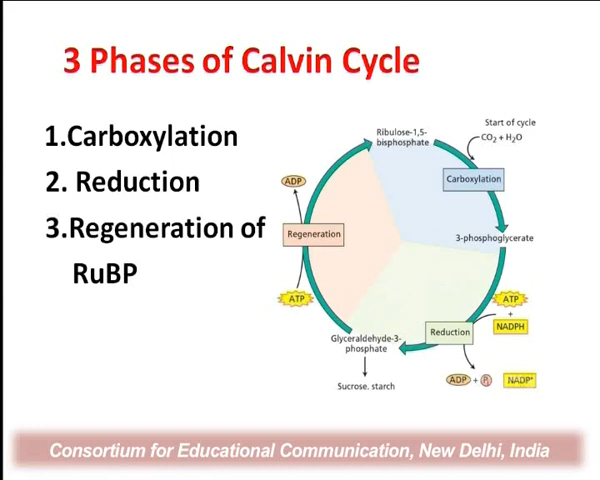 3 Phases of Calvin Cycle
1.Carboxylation
2. Reduction
3.Regeneration of
RuBP
Start of cycle
CO₂ + H₂O
Ribulose-1,5-
bisphosphate
Carboxylation
3-phosphoglycerate
ATP
+
NADPH
Reduction
ADP + Pᵢ NADP⁺
Glyceraldehyde-3-
phosphate
Sucrose. starch
ATP
Regeneration
ADP
Consortium for Educational Communication, New Delhi, India